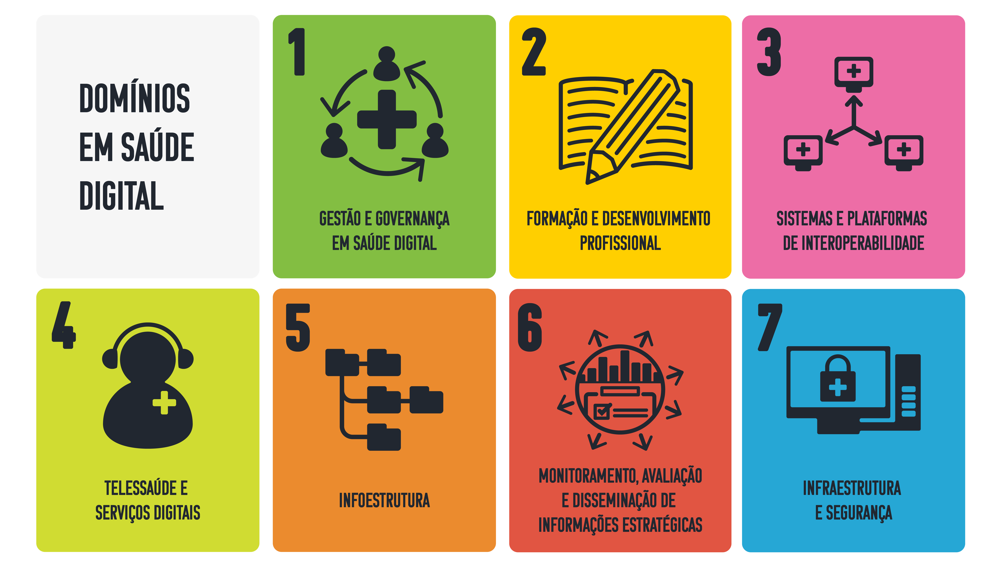 DOMÍNIOS
EM SAÚDE
DIGITAL
1
GESTÃO E GOVERNANÇA
EM SAÚDE DIGITAL
2
FORMAÇÃO E DESENVOLVIMENTO
PROFISSIONAL
3
SISTEMAS E PLATAFORMAS
DE INTEROPERABILIDADE
4
TELESSAÚDE E
SERVIÇOS DIGITAIS
5
INFOESTRUTURA
6
MONITORAMENTO, AVALIAÇÃO
E DISSEMINAÇÃO DE
INFORMAÇÕES ESTRATÉGICAS
7
INFRAESTRUTURA
E SEGURANÇA